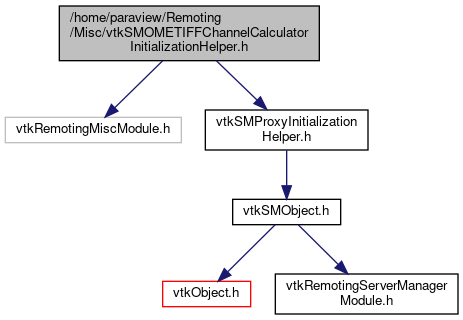 /home/paraview/Remoting
/Misc/vtkSMOMETIFFChannelCalculator
InitializationHelper.h
vtkRemotingMiscModule.h
vtkSMProxyInitialization
Helper.h
vtkSMObject.h
vtkObject.h
vtkRemotingServerManager
Module.h